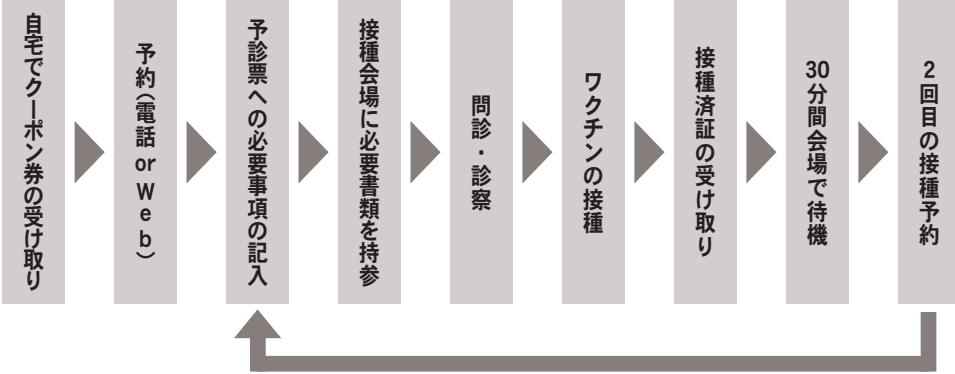 自宅でクーポン券の受け取り
予約（電話 or Web）
予診票への必要事項の記入
接種会場に必要書類を持参
問診・診察
ワクチンの接種
接種済証の受け取り
30分間会場で待機
2回目の接種予約